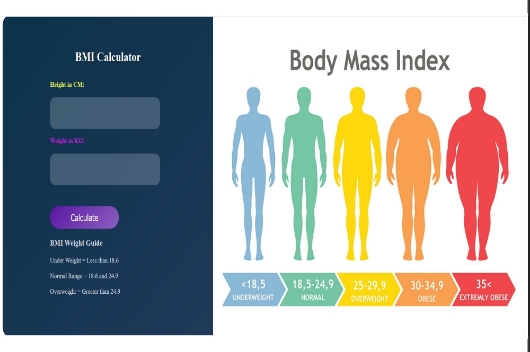 BMI Calculator
Height in CM:
Weight in KG:
Calculate
BMI Weight Guide
Under Weight = Less than 18.6
Normal Range = 18.6 and 24.9
Overweight = Greater than 24.9
Body Mass Index
<18,5
UNDERWEIGHT
18,5-24,9
NORMAL
25-29,9
OVERWEIGHT
30-34,9
OBESE
35<
EXTREMLY OBESE